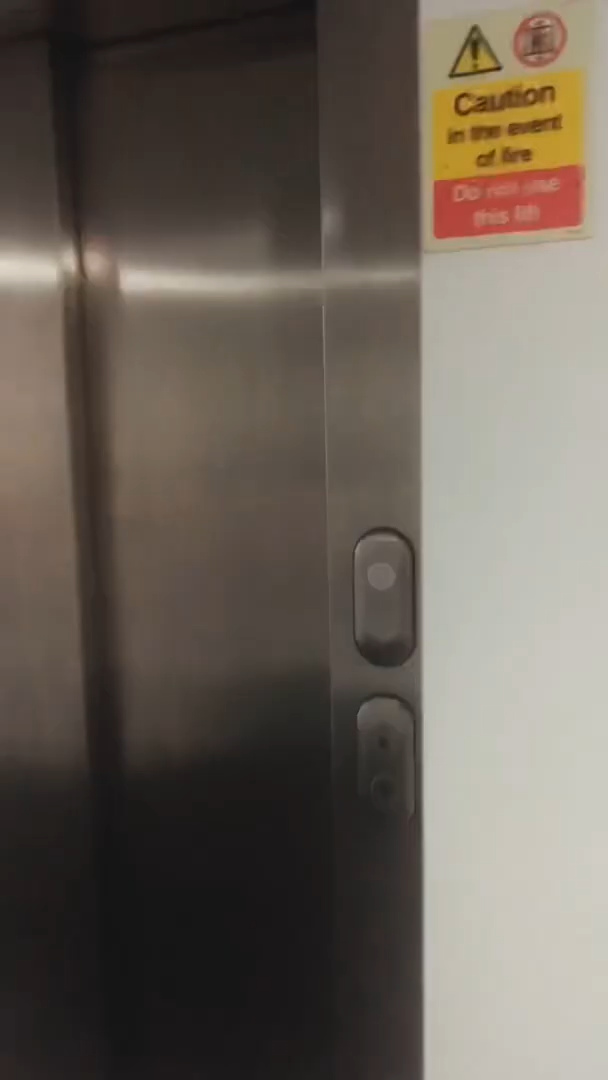 Caution
in the event
of fire
Do not use
this lift